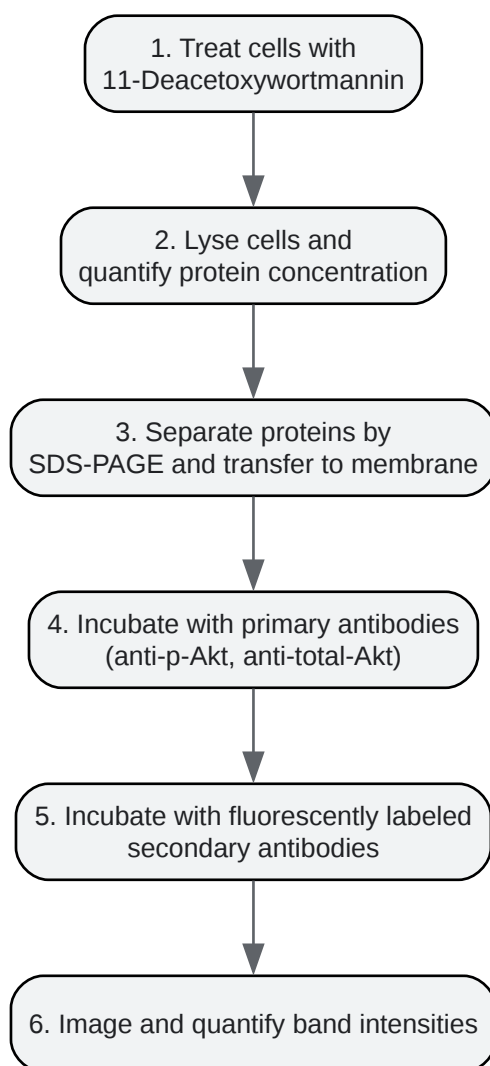 1. Treat cells with
11-Deacetoxywortmannin
2. Lyse cells and
quantify protein concentration
3. Separate proteins by
SDS-PAGE and transfer to membrane
4. Incubate with primary antibodies
(anti-p-Akt, anti-total-Akt)
5. Incubate with fluorescently labeled
secondary antibodies
6. Image and quantify band intensities